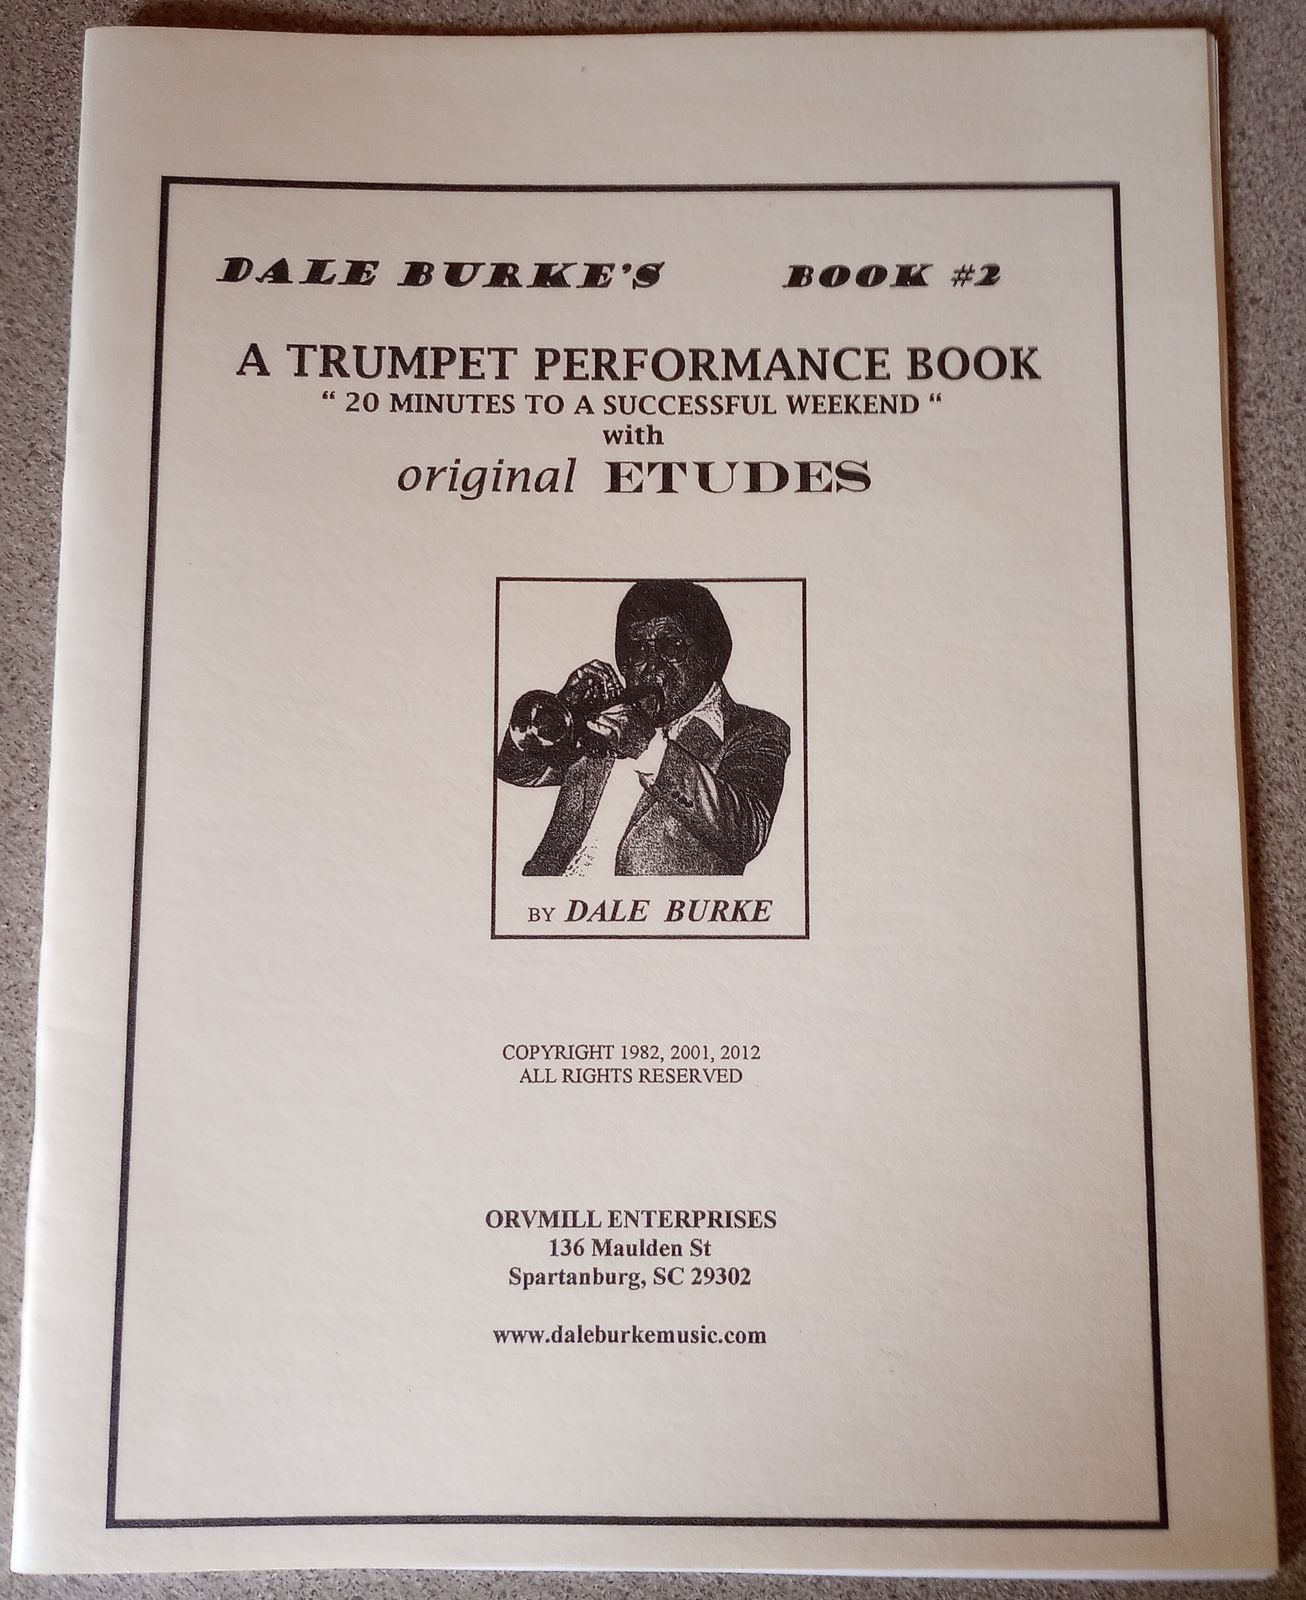 DALE BURKE'S BOOK #2
A TRUMPET PERFORMANCE BOOK
“ 20 MINUTES TO A SUCCESSFUL WEEKEND “
with
original ETUDES
BY DALE BURKE
COPYRIGHT 1982, 2001, 2012
ALL RIGHTS RESERVED
ORVMILL ENTERPRISES
136 Maulden St
Spartanburg, SC 29302
www.daleburkemusic.com